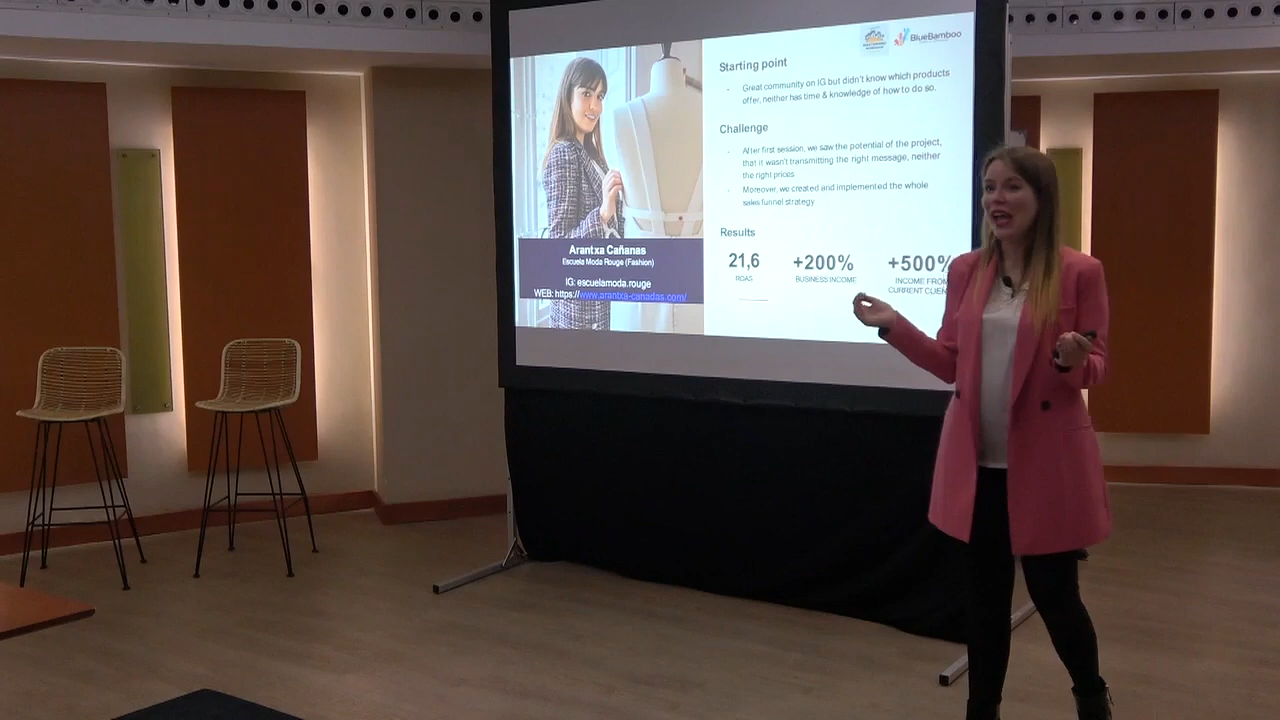 BlueBamboo
Starting point
- Great community on IG but didn't know which products
offer, neither has time & knowledge of how to do so.
Challenge
- After first session, we saw the potential of the project,
that it wasn't transmitting the right message, neither
the right prices
- Moreover, we created and implemented the whole
sales funnel strategy
Results
21,6
ROAS
+200%
BUSINESS INCOME
+500%
INCOME FROM
CURRENT CLIEN
Arantxa Cañanas
Escuela Moda Rouge (Fashion)
IG: escuelamoda.rouge
WEB: https://www.arantxa-canadas.com/